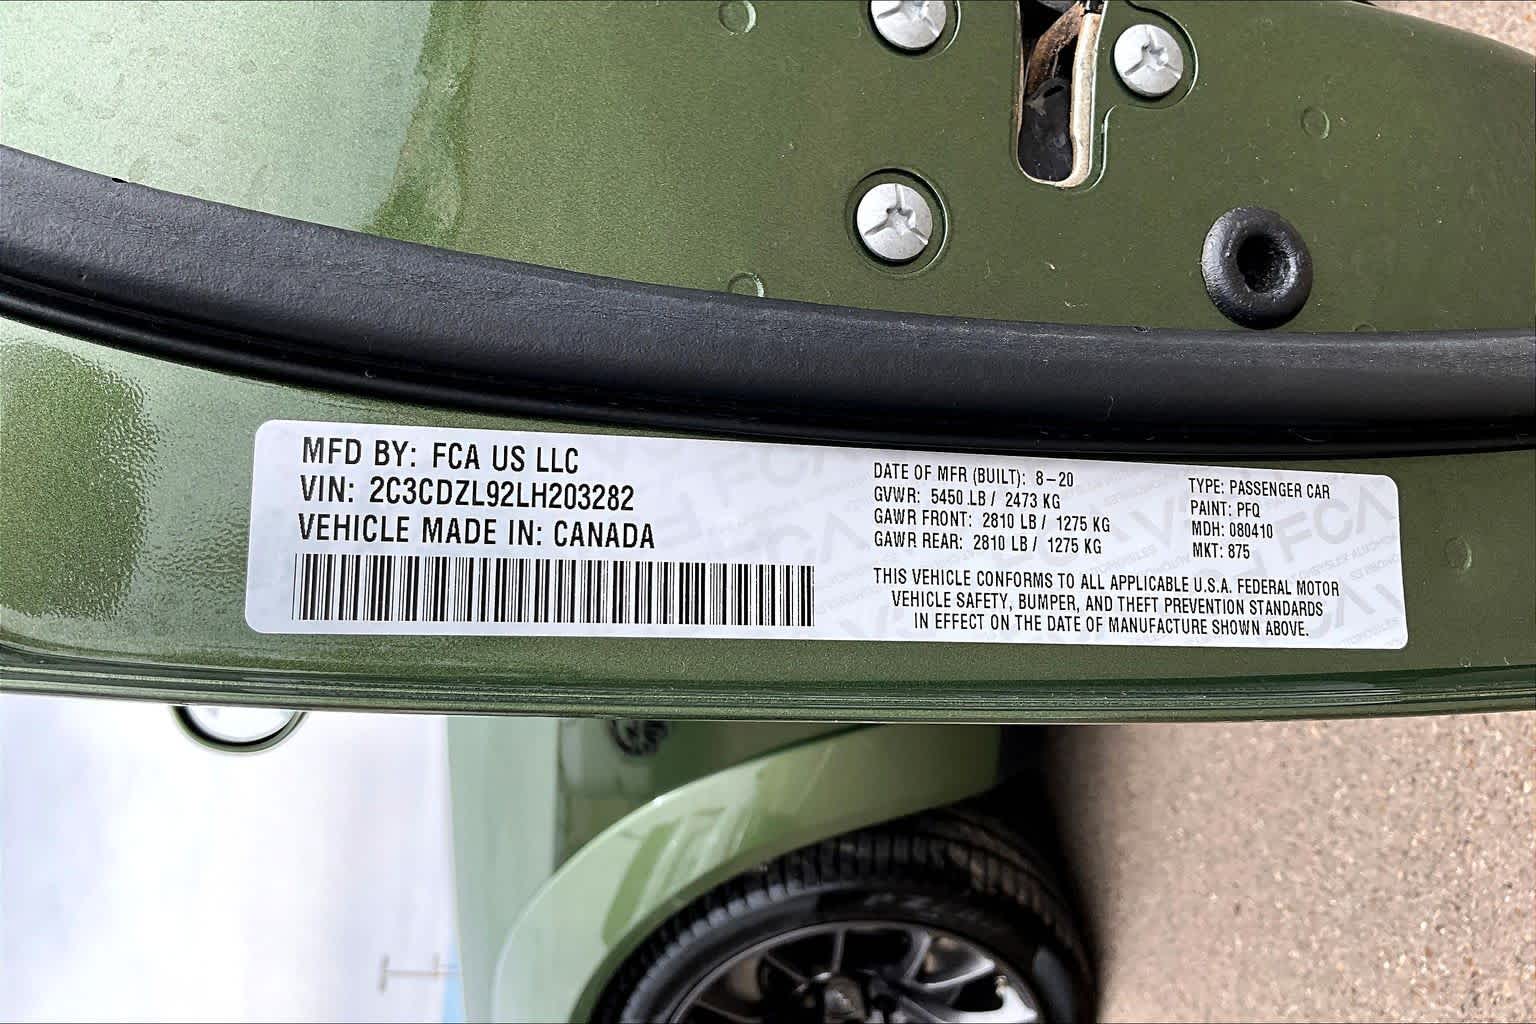 MFD BY: FCA US LLC
VIN: 2C3CDZL92LH203282
VEHICLE MADE IN: CANADA
DATE OF MFR (BUILT): 8-20
GVWR: 5450 LB / 2473 KG
GAWR FRONT: 2810 LB / 1275 KG
GAWR REAR: 2810 LB / 1275 KG
TYPE: PASSENGER CAR
PAINT: PFQ
MDH: 080410
MKT: 875
THIS VEHICLE CONFORMS TO ALL APPLICABLE U.S.A. FEDERAL MOTOR
VEHICLE SAFETY, BUMPER, AND THEFT PREVENTION STANDARDS
IN EFFECT ON THE DATE OF MANUFACTURE SHOWN ABOVE.